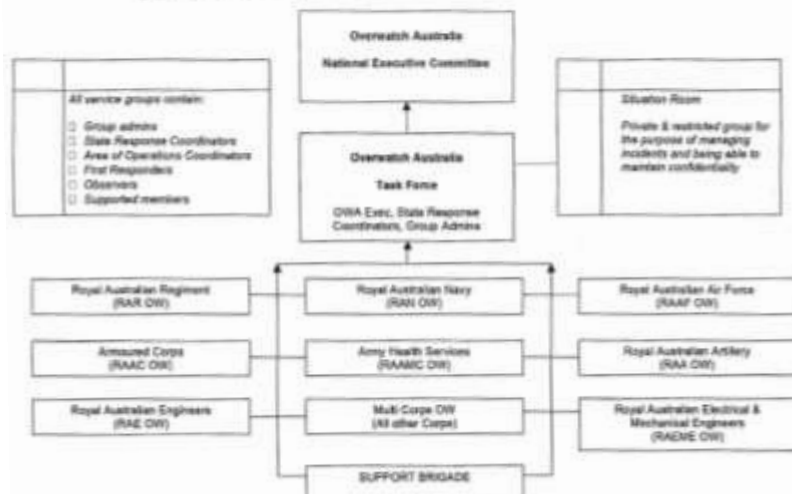 Overwatch Australia
National Executive Committee
All service groups contain:
Group admins
State Response Coordinators
Area of Operations Coordinators
First Responders
Observers
Supported members
Overwatch Australia
Task Force
OWA Exec, State Response
Coordinators, Group Admins
Situation Room
Private & restricted group for
the purpose of managing
incidents and being able to
maintain confidentiality
Royal Australian Regiment
(RAR OW)
Royal Australian Navy
(RAN OW)
Royal Australian Air Force
(RAAF OW)
Armoured Corps
(RAAC OW)
Army Health Services
(RAAMC OW)
Royal Australian Artillery
(RAA OW)
Royal Australian Engineers
(RAE OW)
Multi Corps OW
(All other Corps)
Royal Australian Electrical &
Mechanical Engineers
(RAEME OW)
SUPPORT BRIGADE